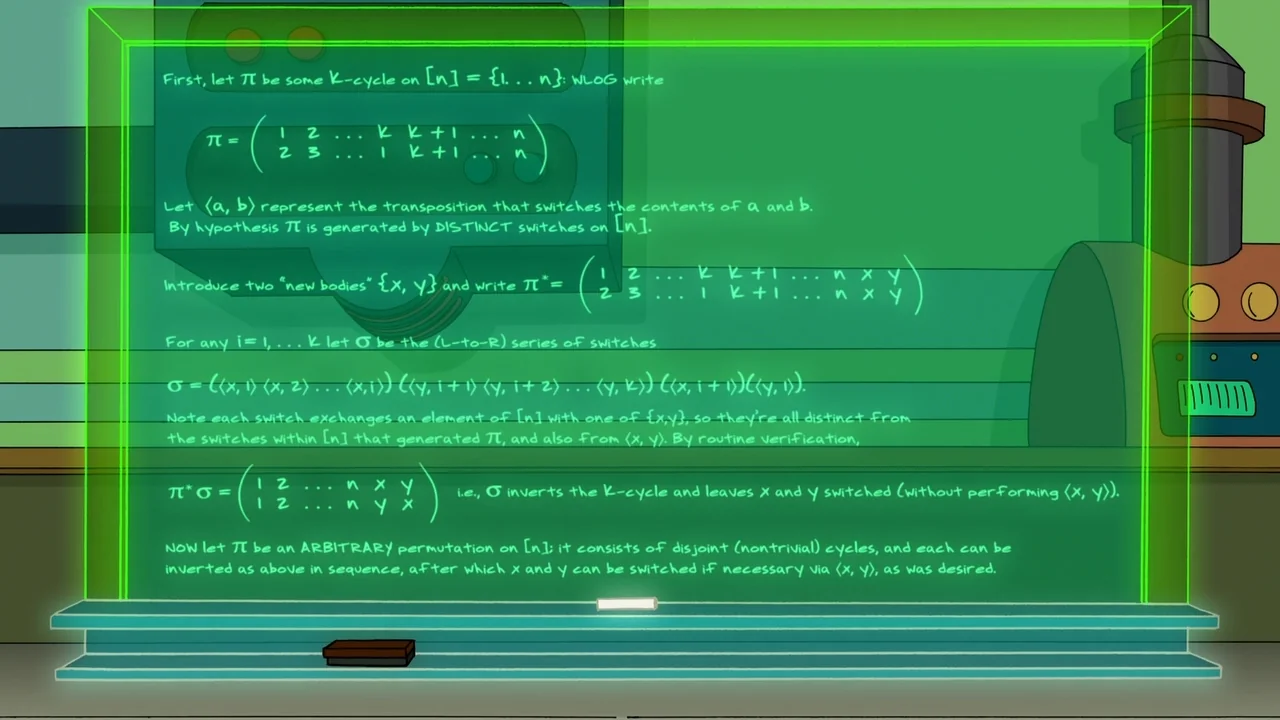 First, let π be some k-cycle on [n] = {1. . . n}: WLOG write
π = ( 1 2 ... k k+1 ... n )
( 2 3 ... 1 k+1 ... n )
Let ⟨a, b⟩ represent the transposition that switches the contents of a and b.
By hypothesis π is generated by DISTINCT switches on [n].
Introduce two "new bodies" {x, y} and write π* = ( 1 2 ... k k+1 ... n x y )
( 2 3 ... 1 k+1 ... n x y )
For any i = 1, ... k let σ be the (L-to-R) series of switches
σ = (⟨x, 1⟩ ⟨x, 2⟩ ... ⟨x, i⟩) (⟨y, i+1⟩ ⟨y, i+2⟩ ... ⟨y, k⟩) (⟨x, i+1⟩)(⟨y, 1⟩).
Note each switch exchanges an element of [n] with one of {x,y}, so they're all distinct from
the switches within [n] that generated π, and also from ⟨x, y⟩. By routine verification,
π* σ = ( 1 2 ... n x y )
( 1 2 ... n y x ) i.e., σ inverts the k-cycle and leaves x and y switched (without performing ⟨x, y⟩).
NOW let π be an ARBITRARY permutation on [n]; it consists of disjoint (nontrivial) cycles, and each can be
inverted as above in sequence, after which x and y can be switched if necessary via ⟨x, y⟩, as was desired.